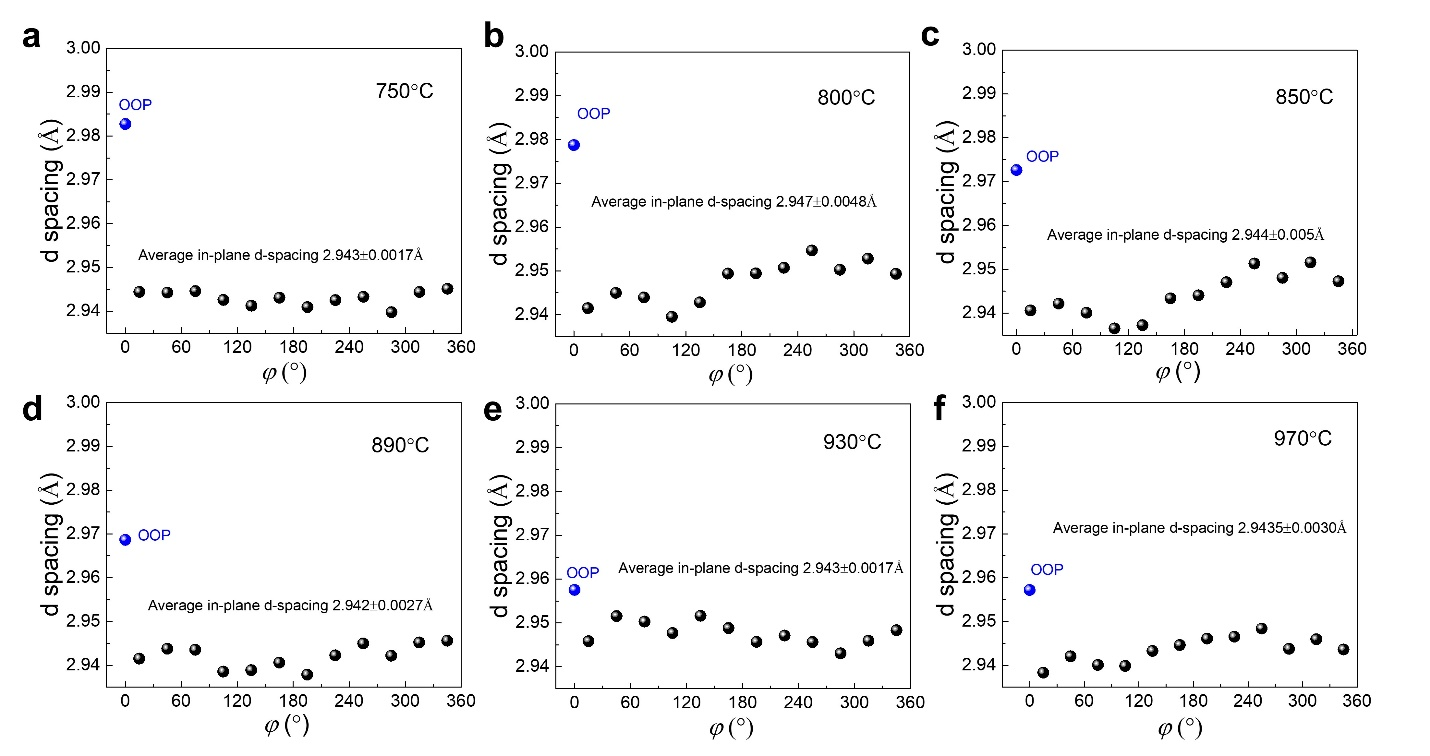 a
3.00
2.99
2.98
2.97
2.96
2.95
2.94
d spacing (Å)
750°C
OOP
Average in-plane d-spacing 2.943±0.0017Å
0 60 120 180 240 300 360
φ (°)
b
3.00
2.99
2.98
2.97
2.96
2.95
2.94
d spacing (Å)
800°C
OOP
Average in-plane d-spacing 2.947±0.0048Å
0 60 120 180 240 300 360
φ (°)
c
3.00
2.99
2.98
2.97
2.96
2.95
2.94
d spacing (Å)
850°C
OOP
Average in-plane d-spacing 2.944±0.005Å
0 60 120 180 240 300 360
φ (°)
d
3.00
2.99
2.98
2.97
2.96
2.95
2.94
d spacing (Å)
890°C
OOP
Average in-plane d-spacing 2.942±0.0027Å
0 60 120 180 240 300 360
φ (°)
e
3.00
2.99
2.98
2.97
2.96
2.95
2.94
d spacing (Å)
930°C
OOP
Average in-plane d-spacing 2.943±0.0017Å
0 60 120 180 240 300 360
φ (°)
f
3.00
2.99
2.98
2.97
2.96
2.95
2.94
d spacing (Å)
970°C
OOP
Average in-plane d-spacing 2.9435±0.0030Å
0 60 120 180 240 300 360
φ (°)